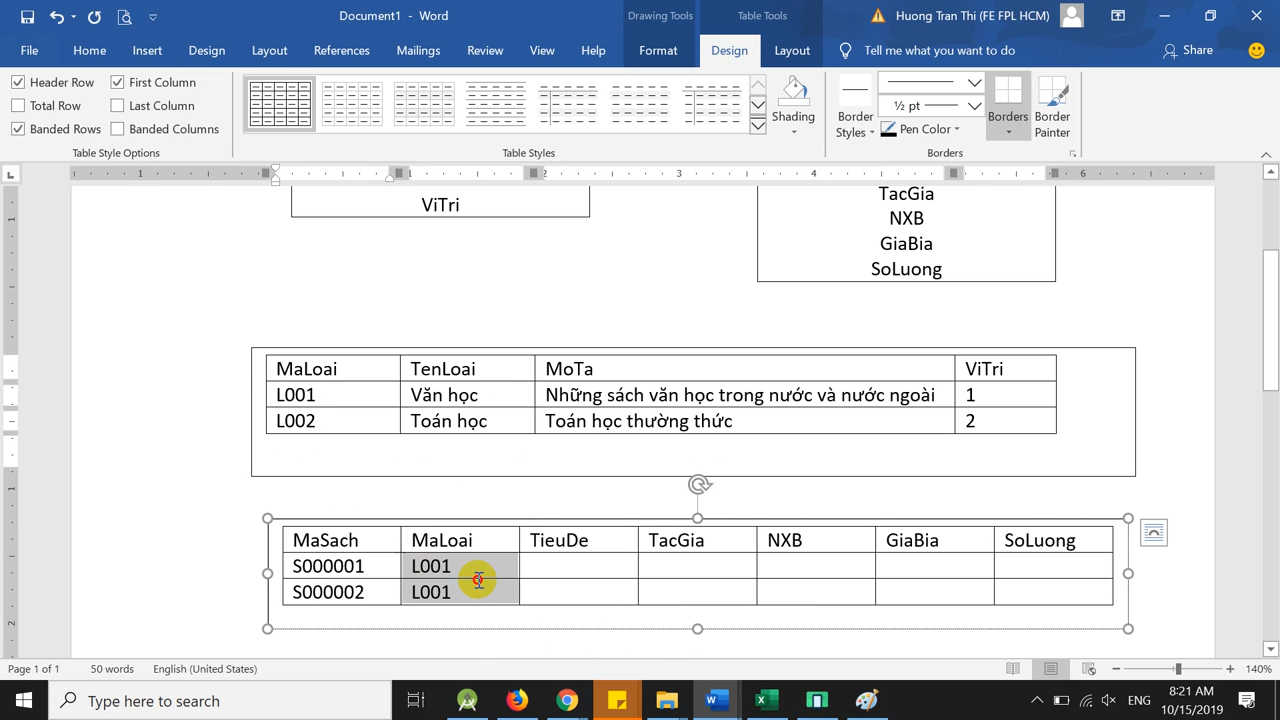 Document1 - Word
Drawing Tools
Table Tools
Huong Tran Thi (FE FPL HCM)
File Home Insert Design Layout References Mailings Review View Help Format Design Layout Tell me what you want to do Share
Header Row First Column
Total Row Last Column
Banded Rows Banded Columns
Table Style Options
Table Styles
Shading
Border Styles
½ pt
Pen Color
Borders
Border Painter
Borders
1 1 2 3 4 6
ViTri
TacGia
NXB
GiaBia
SoLuong
MaLoai TenLoai MoTa ViTri
L001 Văn học Những sách văn học trong nước và nước ngoài 1
L002 Toán học Toán học thường thức 2
MaSach MaLoai TieuDe TacGia NXB GiaBia SoLuong
S000001 L001
S000002 L001
Page 1 of 1 50 words English (United States) 140%
Type here to search
ENG
8:21 AM
10/15/2019